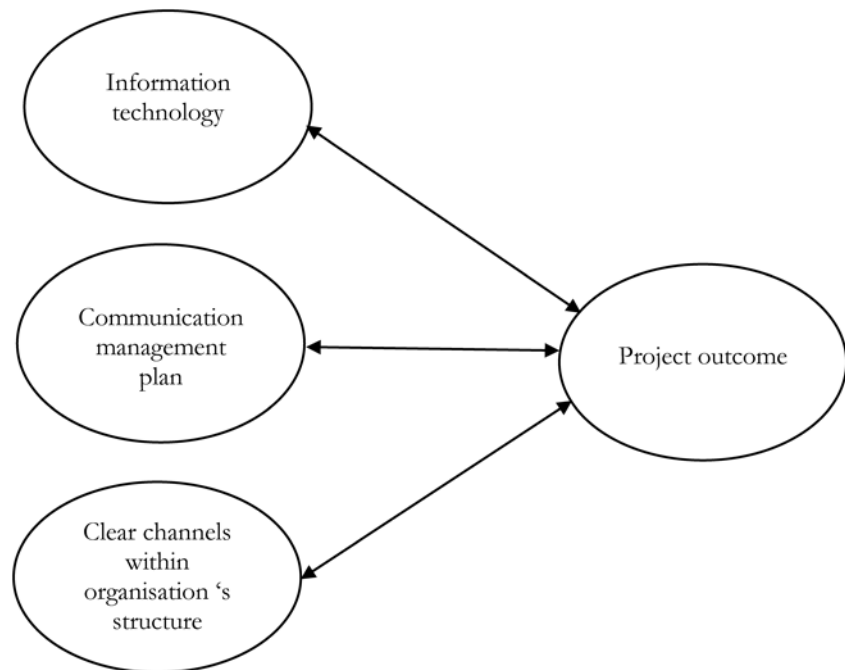 Information
technology
Communication
management
plan
Project outcome
Clear channels
within
organisation ‘s
structure